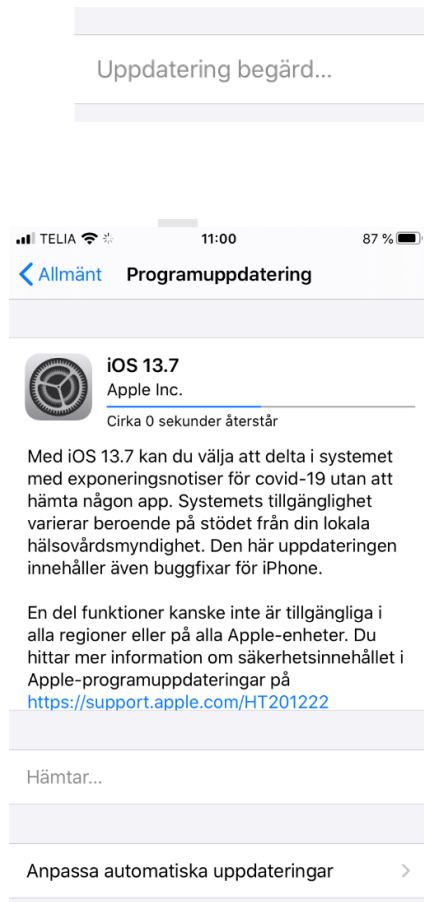 Uppdatering begärd...
TELIA 11:00 87 %
Allmänt Programuppdatering
iOS 13.7
Apple Inc.
Cirka 0 sekunder återstår
Med iOS 13.7 kan du välja att delta i systemet
med exponeringsnotiser för covid-19 utan att
hämta någon app. Systemets tillgänglighet
varierar beroende på stödet från din lokala
hälsovårdsmyndighet. Den här uppdateringen
innehåller även buggfixar för iPhone.
En del funktioner kanske inte är tillgängliga i
alla regioner eller på alla Apple-enheter. Du
hittar mer information om säkerhetsinnehållet i
Apple-programuppdateringar på
https://support.apple.com/HT201222
Hämtar...
Anpassa automatiska uppdateringar